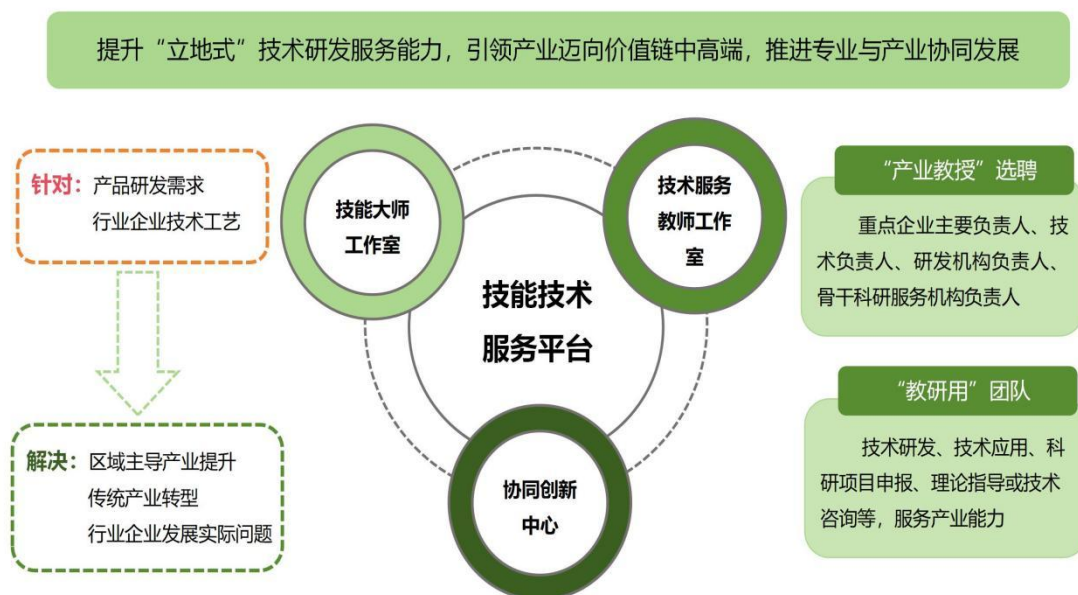 提升“立地式”技术研发服务能力，引领产业迈向价值链中高端，推进专业与产业协同发展
针对：产品研发需求
行业企业技术工艺
解决：区域主导产业提升
传统产业转型
行业企业发展实际问题
技能大师
工作室
技术服务
教师工作
室
技能技术
服务平台
协同创新
中心
“产业教授”选聘
重点企业主要负责人、技
术负责人、研发机构负责人、
骨干科研服务机构负责人
“教研用”团队
技术研发、技术应用、科
研项目申报、理论指导或技术
咨询等，服务产业能力